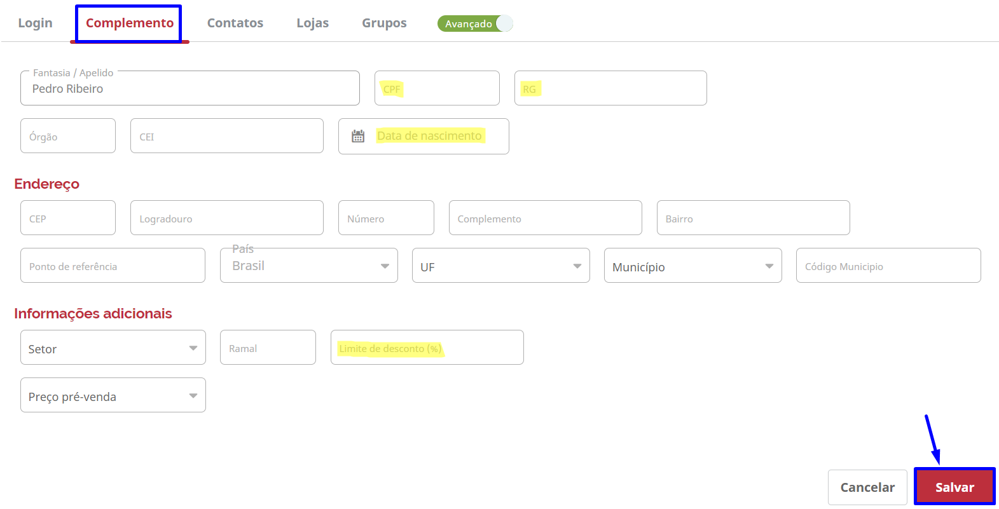 Login Complemento Contatos Lojas Grupos Avançado
Fantasia / Apelido
Pedro Ribeiro CPF RG
Órgão CEI Data de nascimento
Endereço
CEP Logradouro Número Complemento Bairro
País
Ponto de referência Brasil UF Município Código Municipio
Informações adicionais
Setor Ramal Limite de desconto (%)
Preço pré-venda
Cancelar Salvar